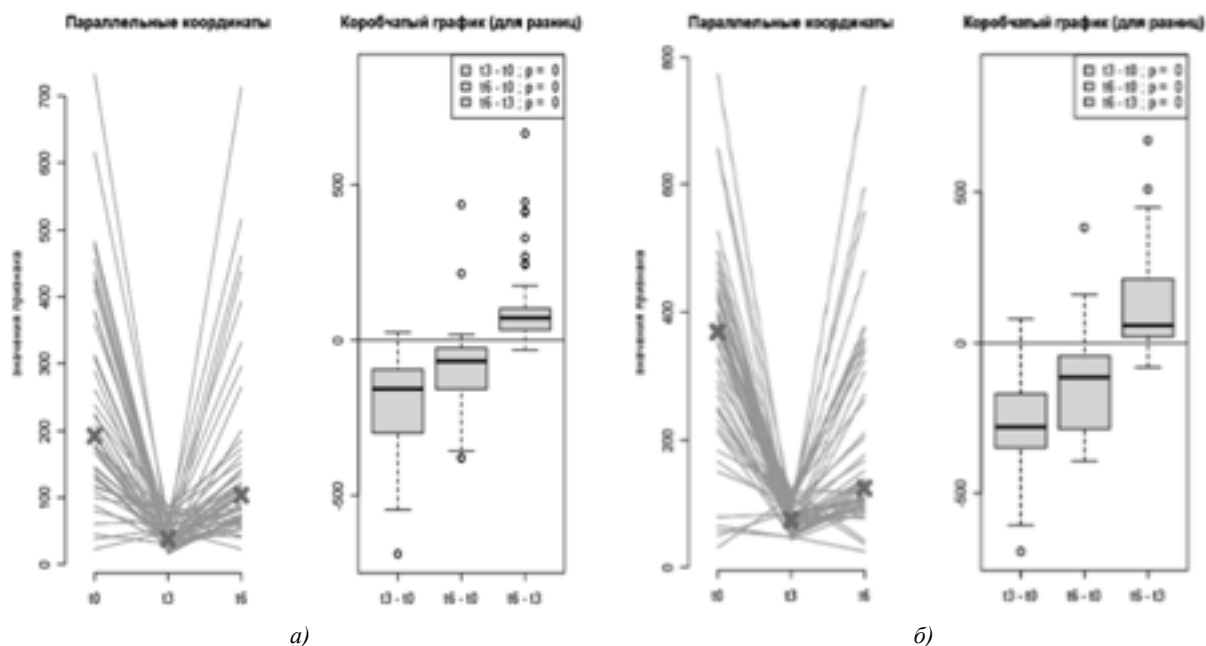 Параллельные координаты
Коробчатый график (для разниц)
значения признака
0
100
200
300
400
500
600
700
t0
t3
t6
-500
0
500
t3 - t0 ; p = 0
t6 - t0 ; p = 0
t6 - t3 ; p = 0
t3 - t0
t6 - t0
t6 - t3
а)
Параллельные координаты
Коробчатый график (для разниц)
значения признака
0
200
400
600
800
t0
t3
t6
-500
0
500
t3 - t0 ; p = 0
t6 - t0 ; p = 0
t6 - t3 ; p = 0
t3 - t0
t6 - t0
t6 - t3
б)